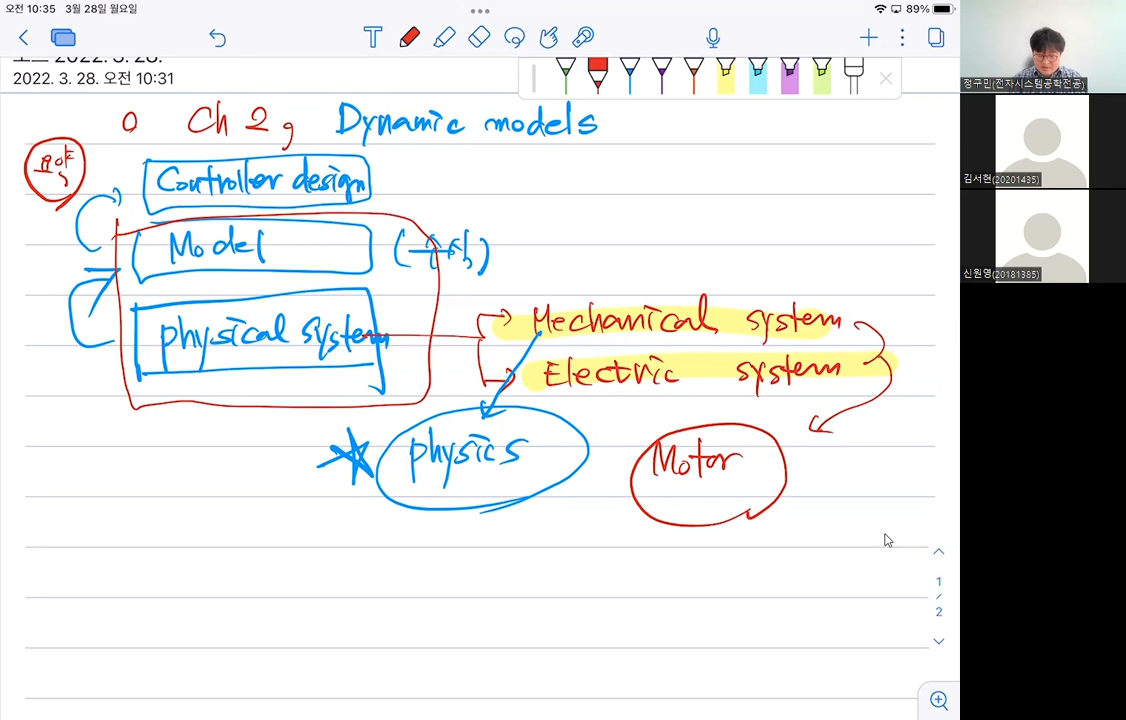 오전 10:35 3월 28일 월요일
89%
2022. 3. 28.
2022. 3. 28. 오전 10:31
Ch 2, Dynamic models
요약
Controller design
Model
physical system
Mechanical system
Electric system
physics
Motor
정구민(전자시스템공학전공)
김서현(20201435)
신원영(20181385)
1
2